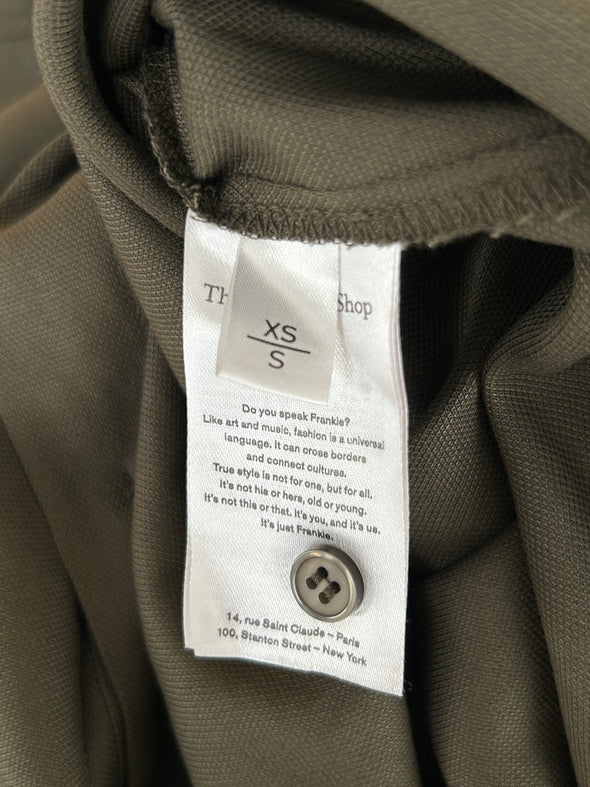 Shop
XS
S
Do you speak Frankie?
Like art and music, fashion is a universal
language. It can cross borders
and connect cultures.
True style is not for one, but for all.
It's not his or hers, old or young.
It's not this or that. It's you, and it's us.
It's just Frankie.
14, rue Saint Claude – Paris
100, Stanton Street – New York